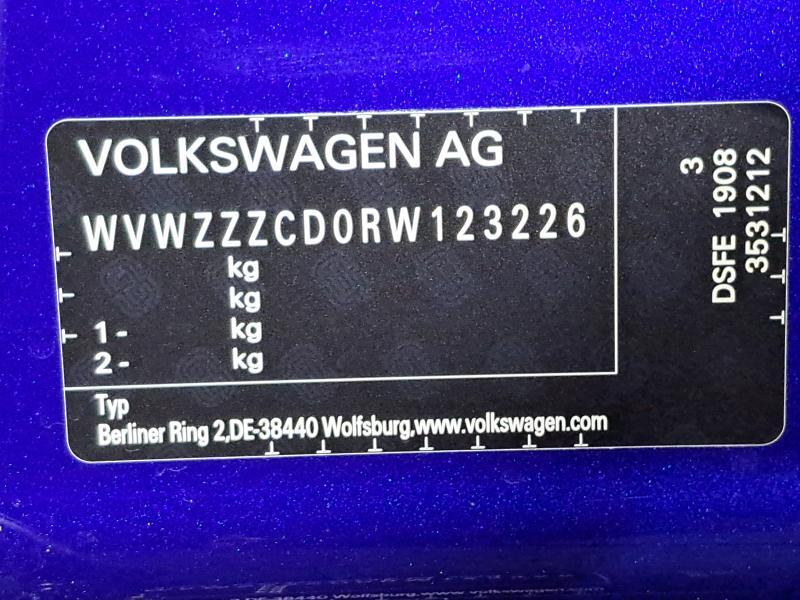 VOLKSWAGEN AG
WVWZZZCD0RW123226
kg
kg
1- kg
2- kg
Typ
Berliner Ring 2,DE-38440 Wolfsburg,www.volkswagen.com
3
DSFE 1908
3531212